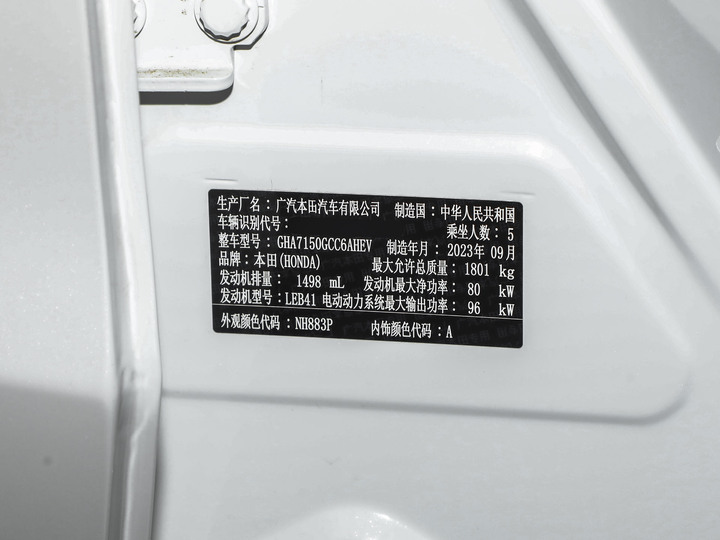 生产厂名：广汽本田汽车有限公司 制造国：中华人民共和国
车辆识别代号： 乘坐人数：5
整车型号：GHA7150GCC6AHEV 制造年月：2023年 09月
品牌：本田(HONDA) 最大允许总质量：1801 kg
发动机排量： 1498 mL 发动机最大净功率：80 kW
发动机型号：LEB41 电动动力系统最大输出功率：96 kW
外观颜色代码：NH883P 内饰颜色代码：A